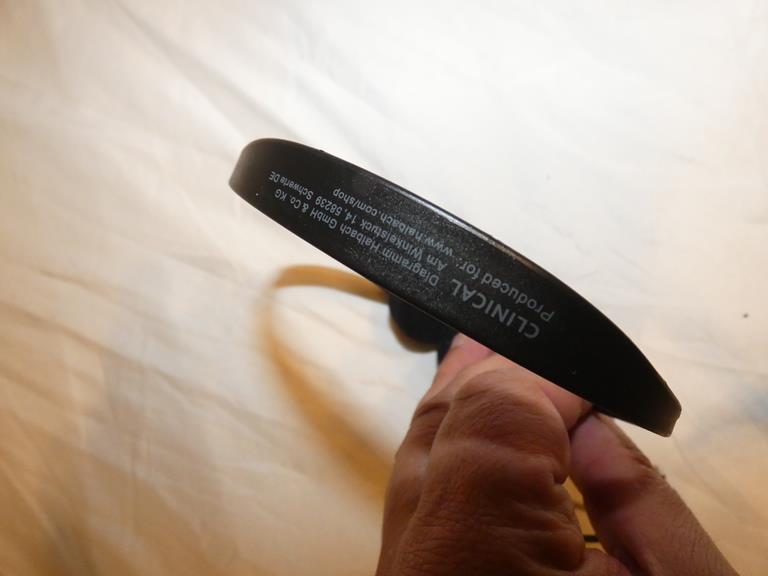 CLINICAL
Produced for:
Diagramm Halbach GmbH & Co. KG
Am Winkelstück 14, 58239 Schwerte DE
www.halbach.com/shop